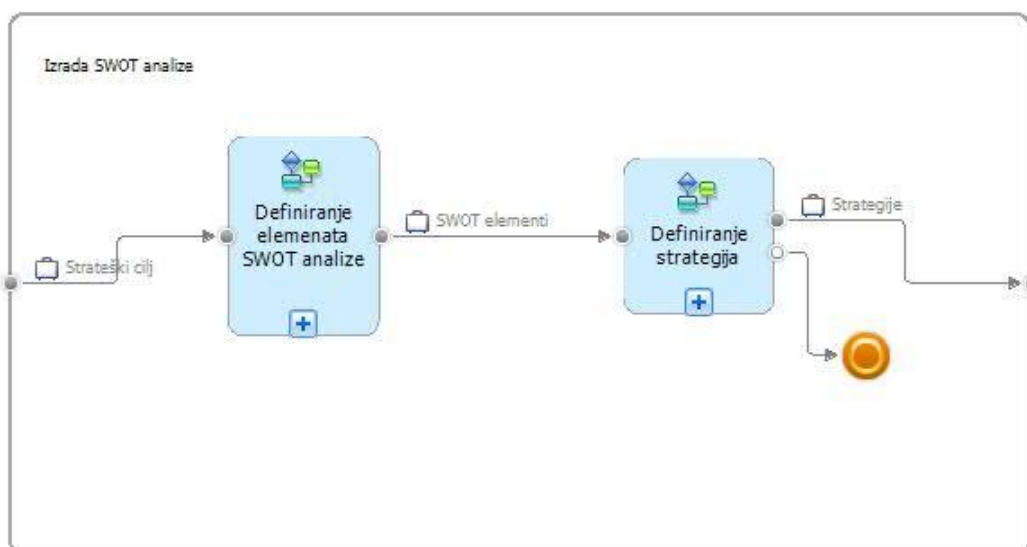 Izrada SWOT analize
Strateški cilj
Definiranje
elemenata
SWOT analize
SWOT elementi
Definiranje
strategija
Strategije